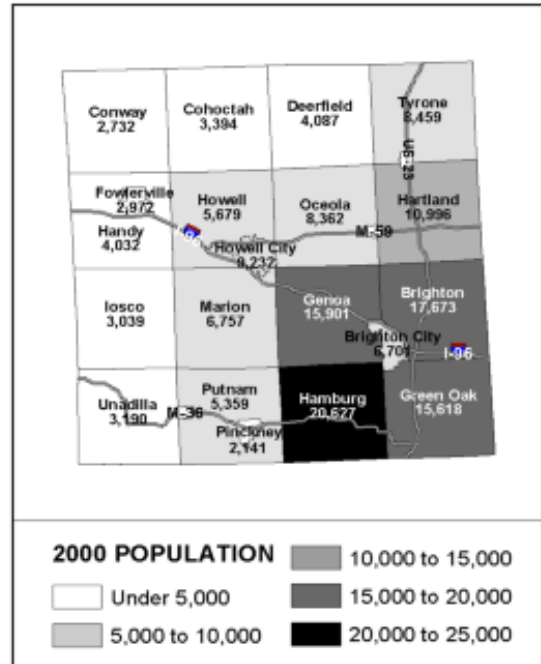 Conway
2,732
Cohoctah
3,394
Deerfield
4,087
Tyrone
8,459
US-23
Fowlerville
2,972
Howell
5,679
Oceola
8,362
Hartland
10,996
Handy
4,032
M-59
Howell City
9,232
Iosco
3,039
Marion
6,757
Genoa
15,901
Brighton
17,673
Brighton City
6,701
I-96
Unadilla
3,190
M-36
Putnam
5,359
Hamburg
20,627
Green Oak
15,618
Pinckney
2,141
2000 POPULATION
Under 5,000
5,000 to 10,000
10,000 to 15,000
15,000 to 20,000
20,000 to 25,000